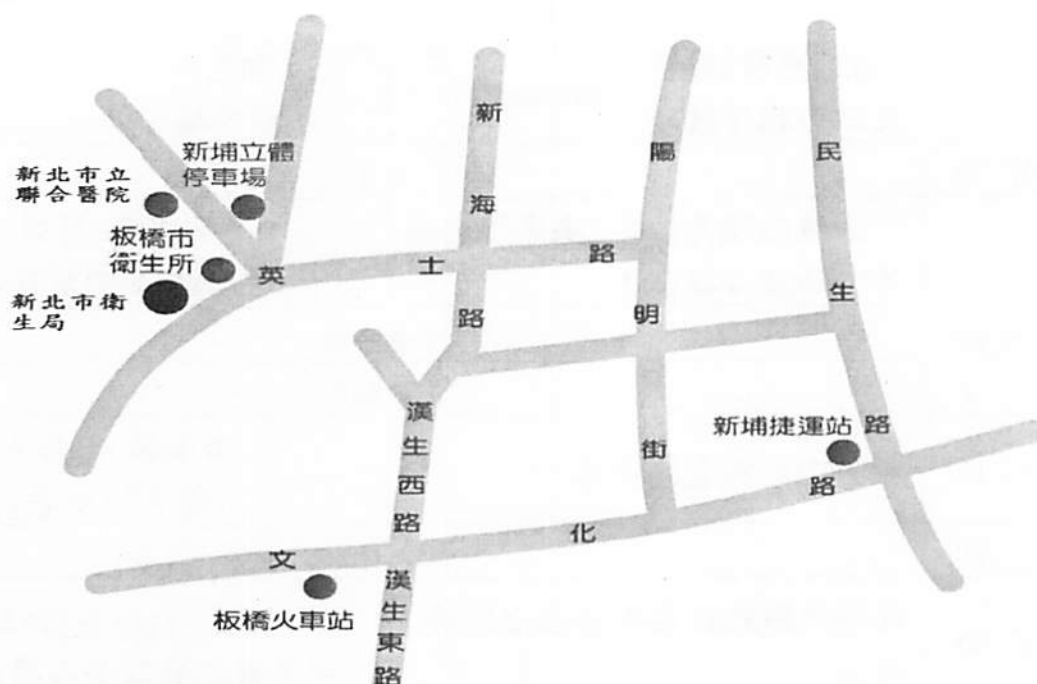 新埔立體
停車場
新北市立
聯合醫院
板橋市
衛生所
新北市衛
生局
英士路
新海路
陽明街
民生路
漢生西路
新埔捷運站
文化路
板橋火車站
漢生東路